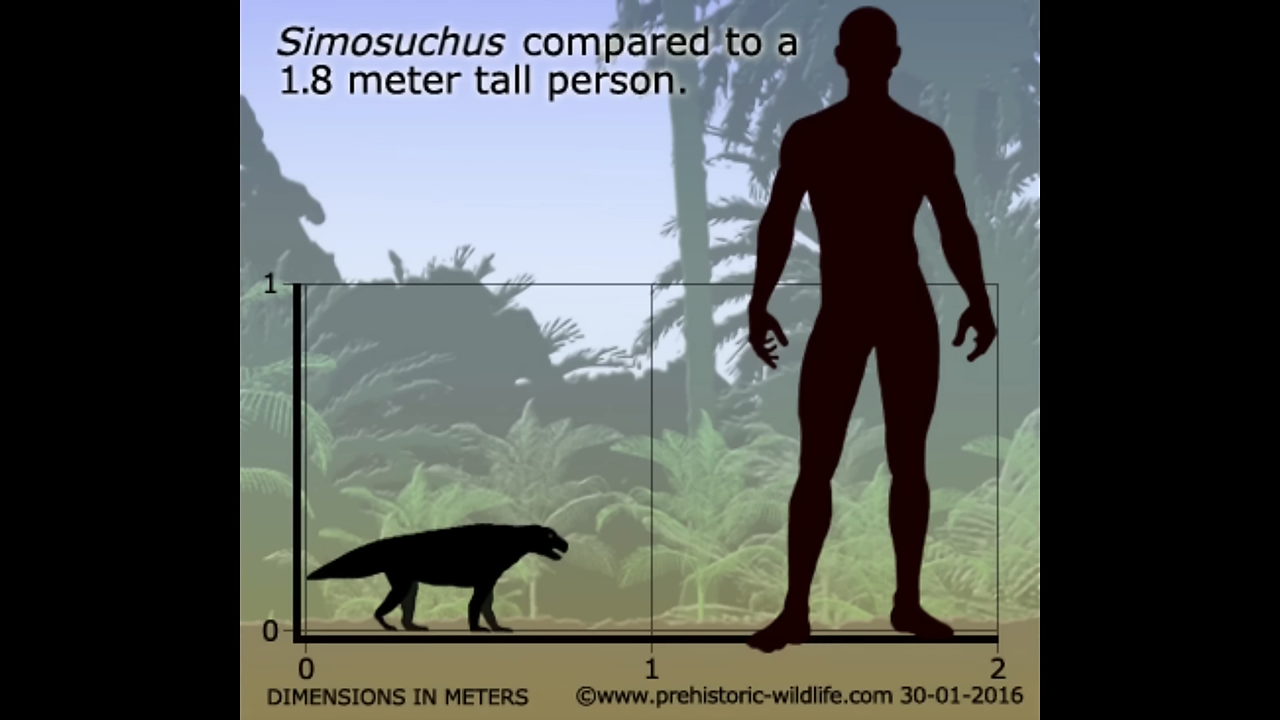 Simosuchus compared to a
1.8 meter tall person.
1
0
0 1 2
DIMENSIONS IN METERS ©www.prehistoric-wildlife.com 30-01-2016